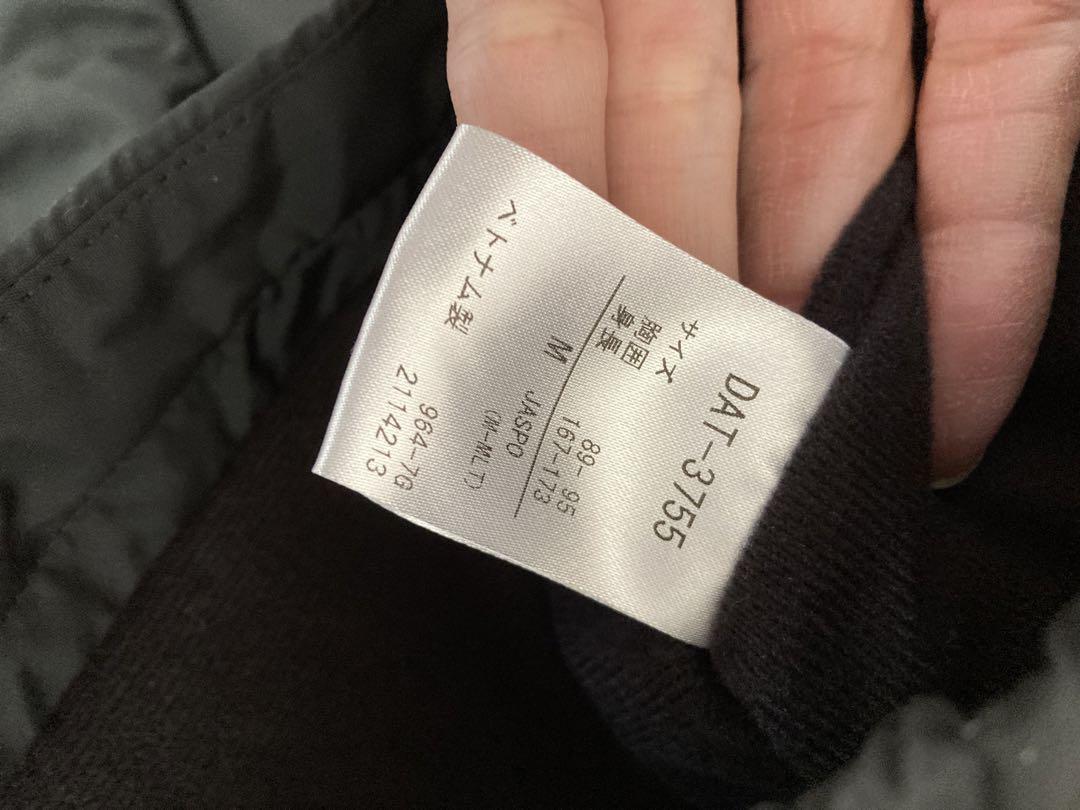 DAT-3755
サイズ
胸囲 89- 95
身長 167-173
M JASPO
(M-MLT)
ベトナム製 964-7G
2114213